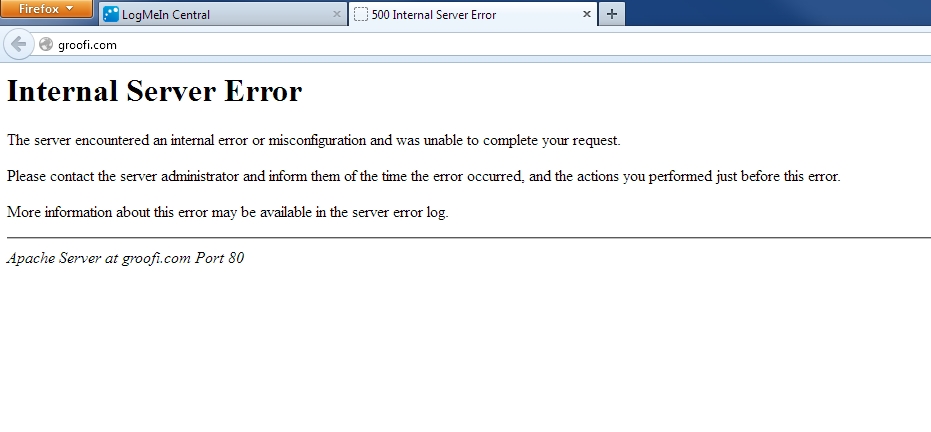 Firefox
LogMeIn Central
500 Internal Server Error
groofi.com
Internal Server Error
The server encountered an internal error or misconfiguration and was unable to complete your request.
Please contact the server administrator and inform them of the time the error occurred, and the actions you performed just before this error.
More information about this error may be available in the server error log.
Apache Server at groofi.com Port 80